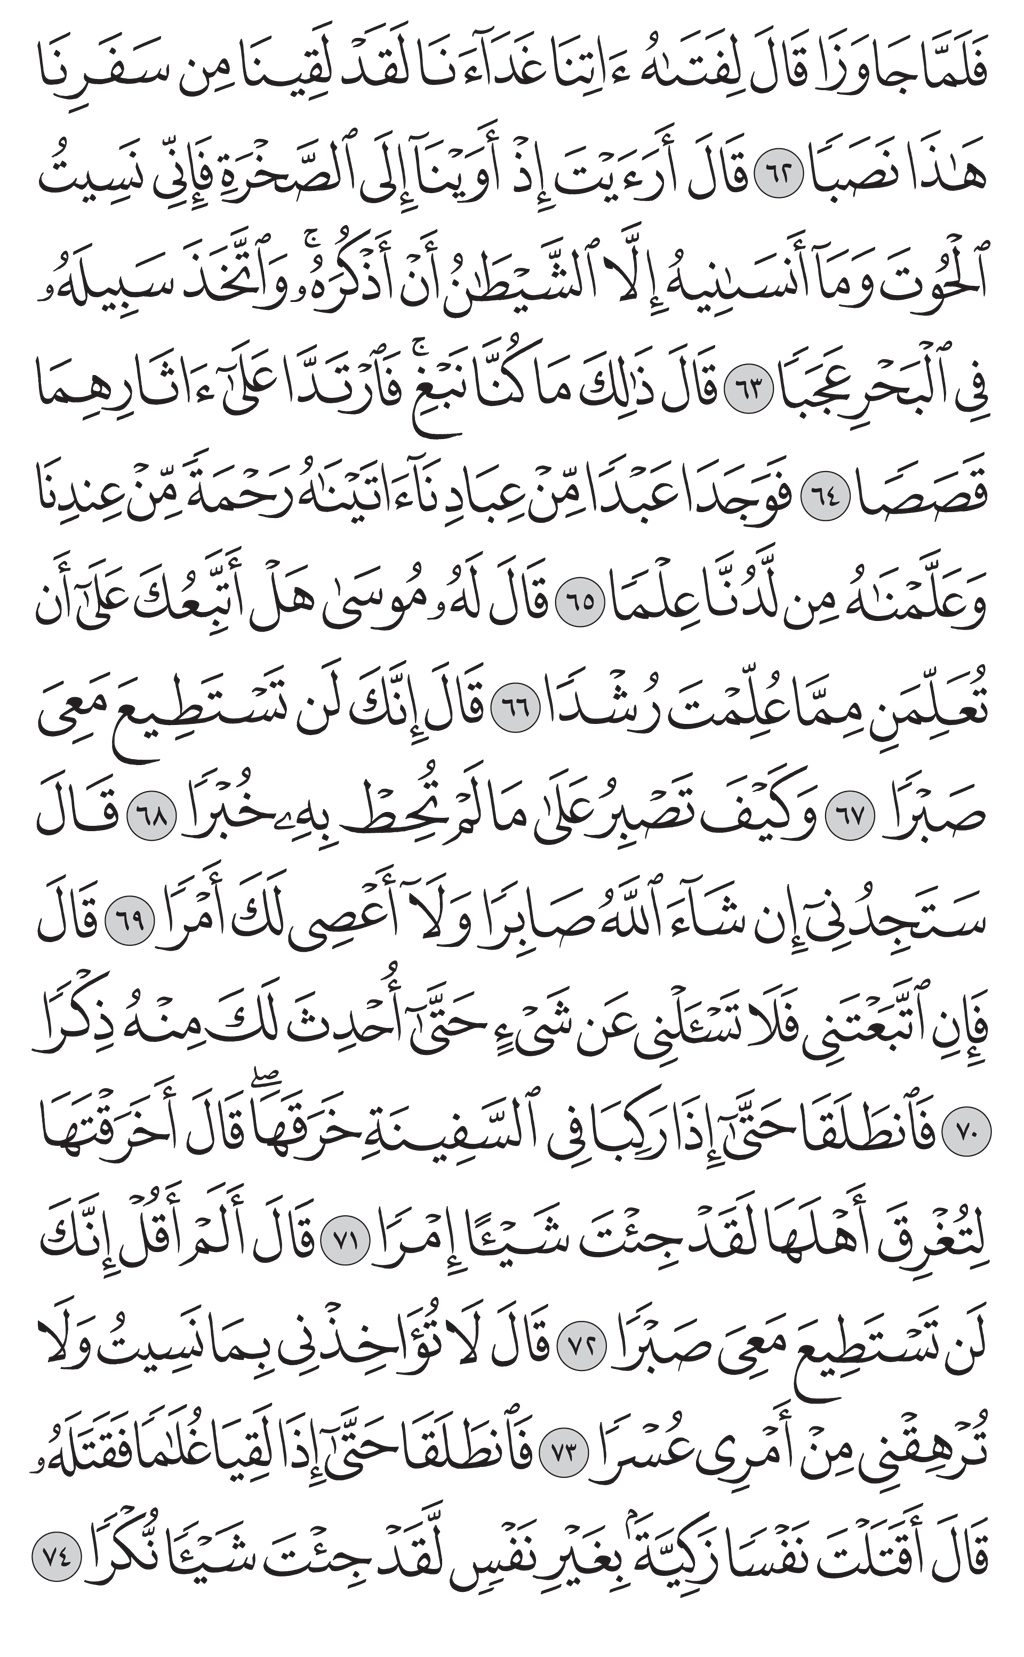 فَلَمَّا جَاوَزَا قَالَ لِفَتَىٰهُ ءَاتِنَا غَدَآءَنَا لَقَدۡ لَقِينَا مِن سَفَرِنَا
هَٰذَا نَصَبٗا ٦٢ قَالَ أَرَءَيۡتَ إِذۡ أَوَيۡنَآ إِلَى ٱلصَّخۡرَةِ فَإِنِّي نَسِيتُ
ٱلۡحُوتَ وَمَآ أَنسَىٰنِيهُ إِلَّا ٱلشَّيۡطَٰنُ أَنۡ أَذۡكُرَهُۥۚ وَٱتَّخَذَ سَبِيلَهُۥ
فِي ٱلۡبَحۡرِ عَجَبٗا ٦٣ قَالَ ذَٰلِكَ مَا كُنَّا نَبۡغِۚ فَٱرۡتَدَّا عَلَىٰٓ ءَاثَارِهِمَا
قَصَصٗا ٦٤ فَوَجَدَا عَبۡدٗا مِّنۡ عِبَادِنَآ ءَاتَيۡنَٰهُ رَحۡمَةٗ مِّنۡ عِندِنَا
وَعَلَّمۡنَٰهُ مِن لَّدُنَّا عِلۡمٗا ٦٥ قَالَ لَهُۥ مُوسَىٰ هَلۡ أَتَّبِعُكَ عَلَىٰٓ أَن
تُعَلِّمَنِ مِمَّا عُلِّمۡتَ رُشۡدٗا ٦٦ قَالَ إِنَّكَ لَن تَسۡتَطِيعَ مَعِيَ
صَبۡرٗا ٦٧ وَكَيۡفَ تَصۡبِرُ عَلَىٰ مَا لَمۡ تُحِطۡ بِهِۦ خُبۡرٗا ٦٨ قَالَ
سَتَجِدُنِيٓ إِن شَآءَ ٱللَّهُ صَابِرٗا وَلَآ أَعۡصِي لَكَ أَمۡرٗا ٦٩ قَالَ
فَإِنِ ٱتَّبَعۡتَنِي فَلَا تَسۡـَٔلۡنِي عَن شَيۡءٍ حَتَّىٰٓ أُحۡدِثَ لَكَ مِنۡهُ ذِكۡرٗا
٧٠ فَٱنطَلَقَا حَتَّىٰٓ إِذَا رَكِبَا فِي ٱلسَّفِينَةِ خَرَقَهَاۖ قَالَ أَخَرَقۡتَهَا
لِتُغۡرِقَ أَهۡلَهَا لَقَدۡ جِئۡتَ شَيۡـًٔا إِمۡرٗا ٧١ قَالَ أَلَمۡ أَقُلۡ إِنَّكَ
لَن تَسۡتَطِيعَ مَعِيَ صَبۡرٗا ٧٢ قَالَ لَا تُؤَاخِذۡنِي بِمَا نَسِيتُ وَلَا
تُرۡهِقۡنِي مِنۡ أَمۡرِي عُسۡرٗا ٧٣ فَٱنطَلَقَا حَتَّىٰٓ إِذَا لَقِيَا غُلَٰمٗا فَقَتَلَهُۥ
قَالَ أَقَتَلۡتَ نَفۡسٗا زَكِيَّةَۢ بِغَيۡرِ نَفۡسٖ لَّقَدۡ جِئۡتَ شَيۡـٔٗا نُّكۡرٗا ٧٤